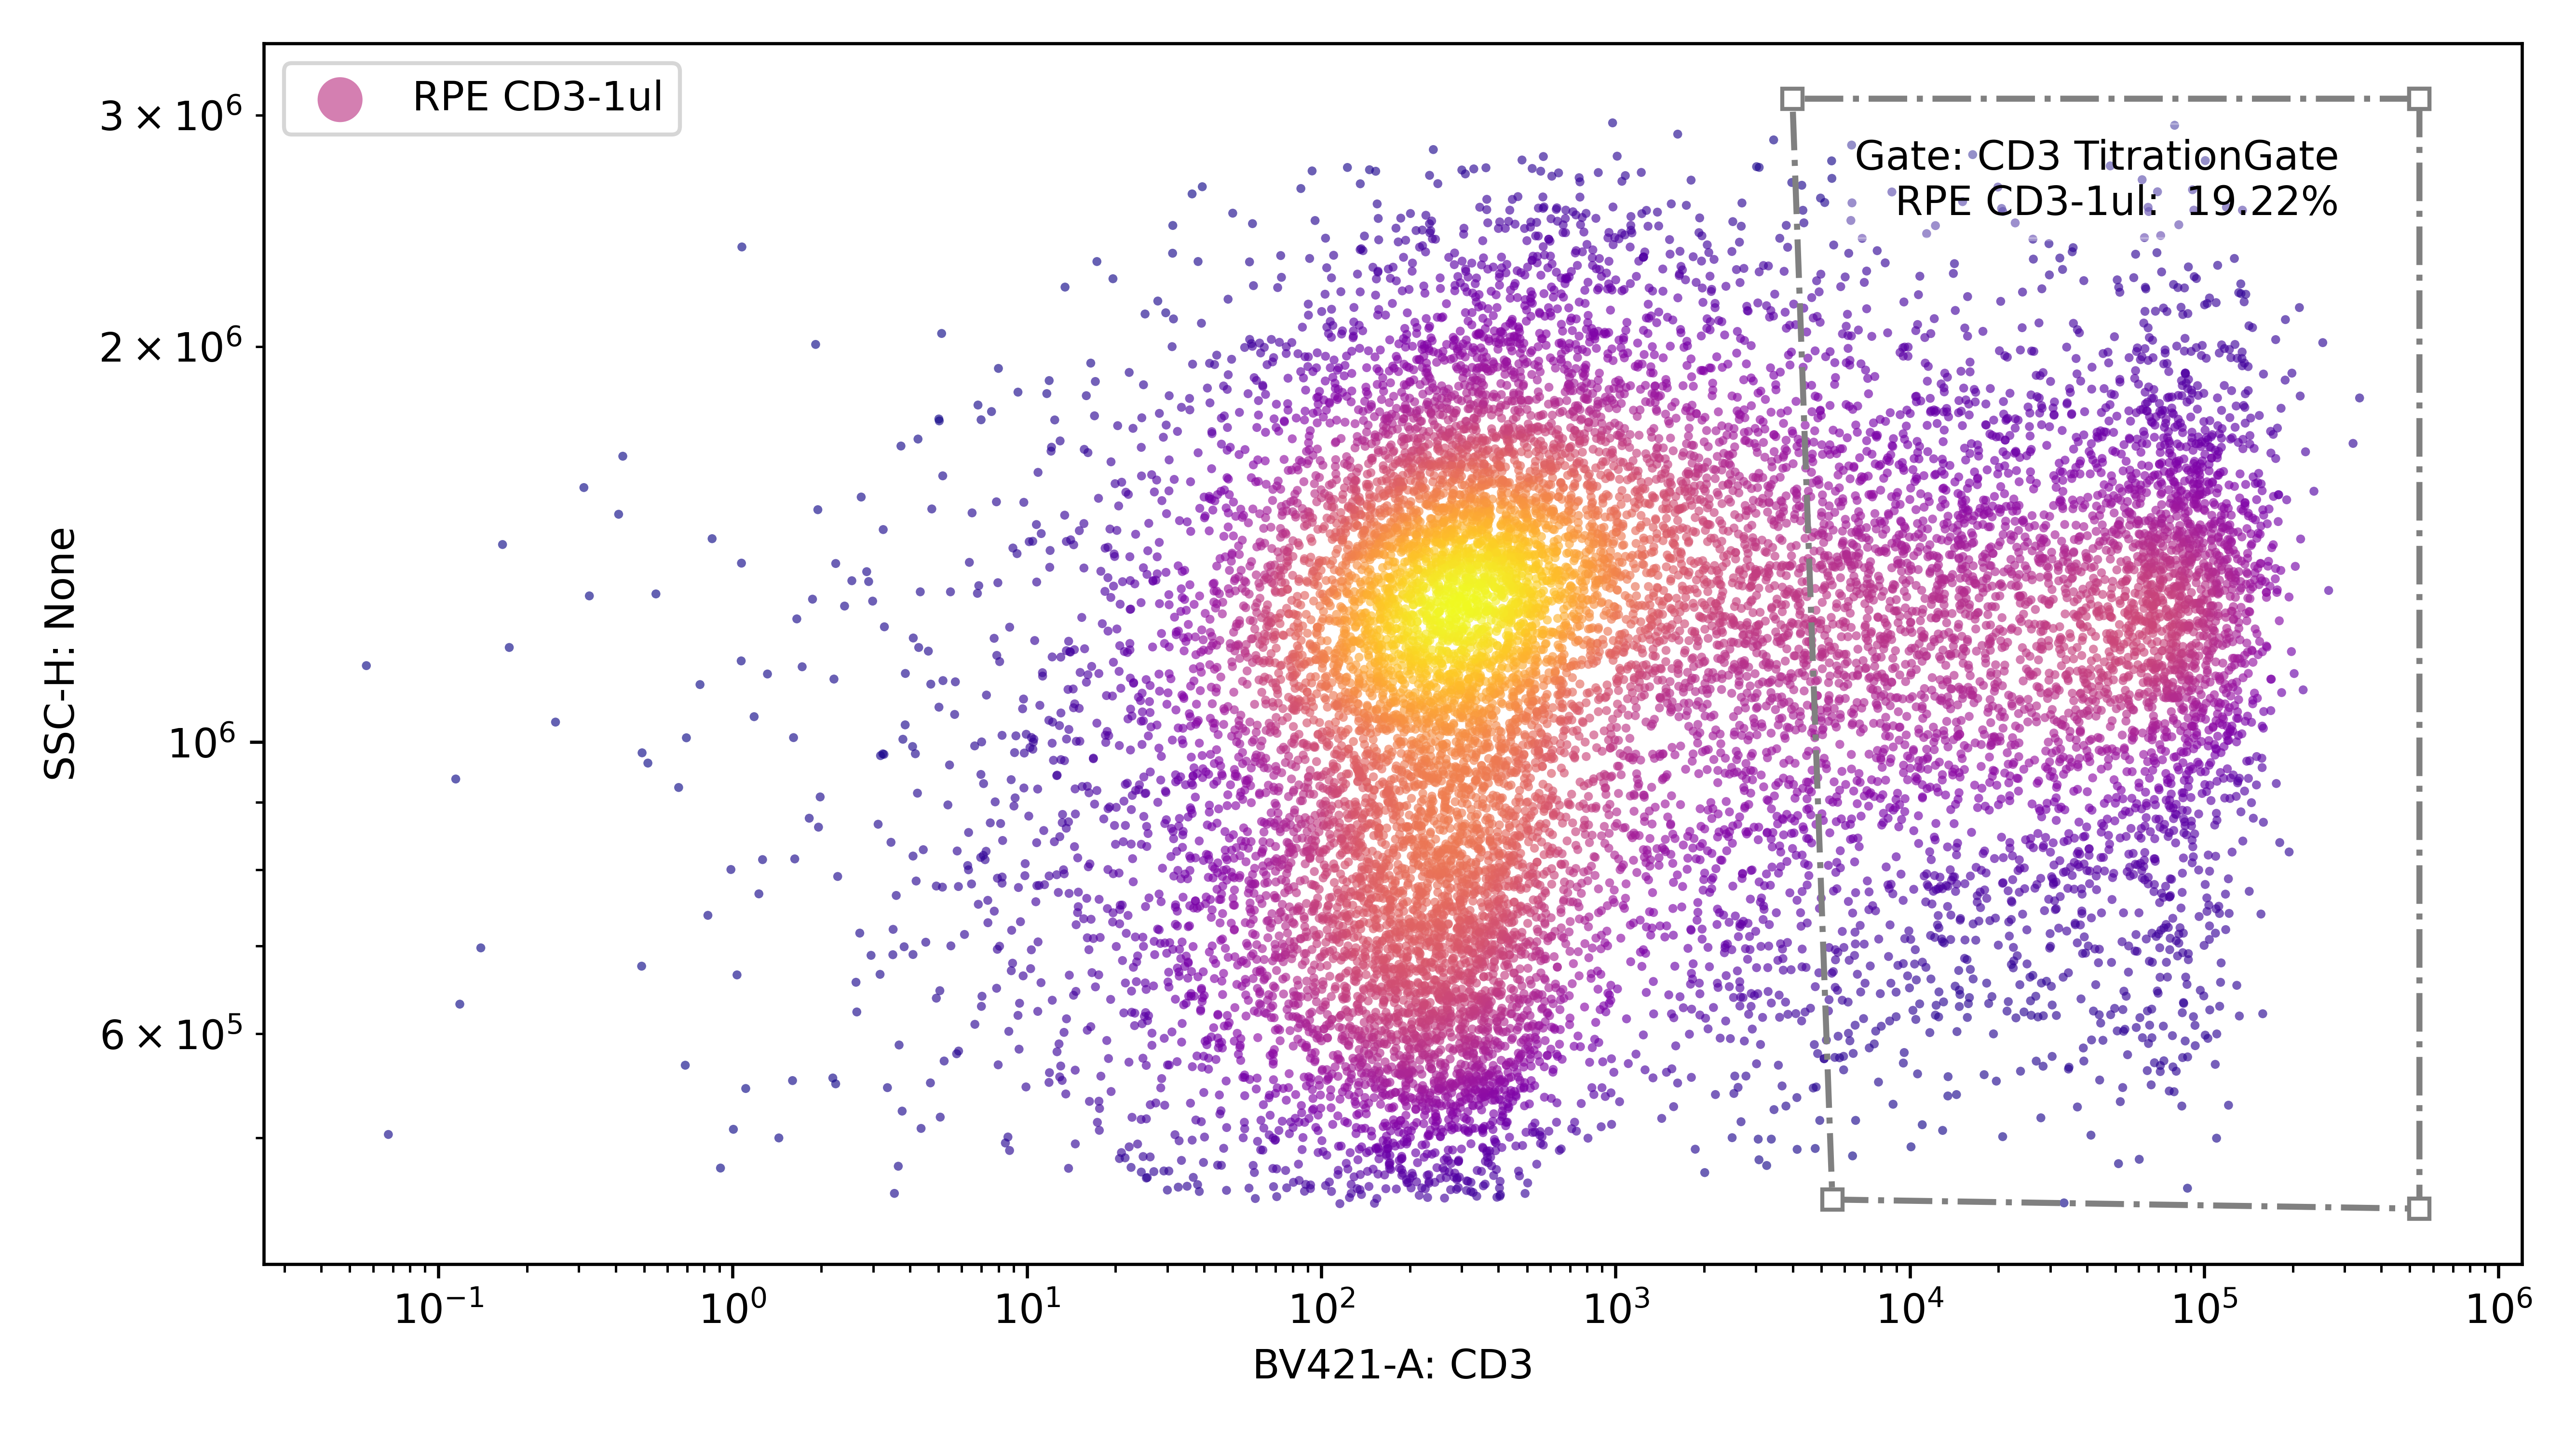 RPE CD3-1ul
Gate: CD3 TitrationGate
RPE CD3-1ul: 19.22%
3 × 10⁶
2 × 10⁶
10⁶
6 × 10⁵
SSC-H: None
10⁻¹ 10⁰ 10¹ 10² 10³ 10⁴ 10⁵ 10⁶
BV421-A: CD3